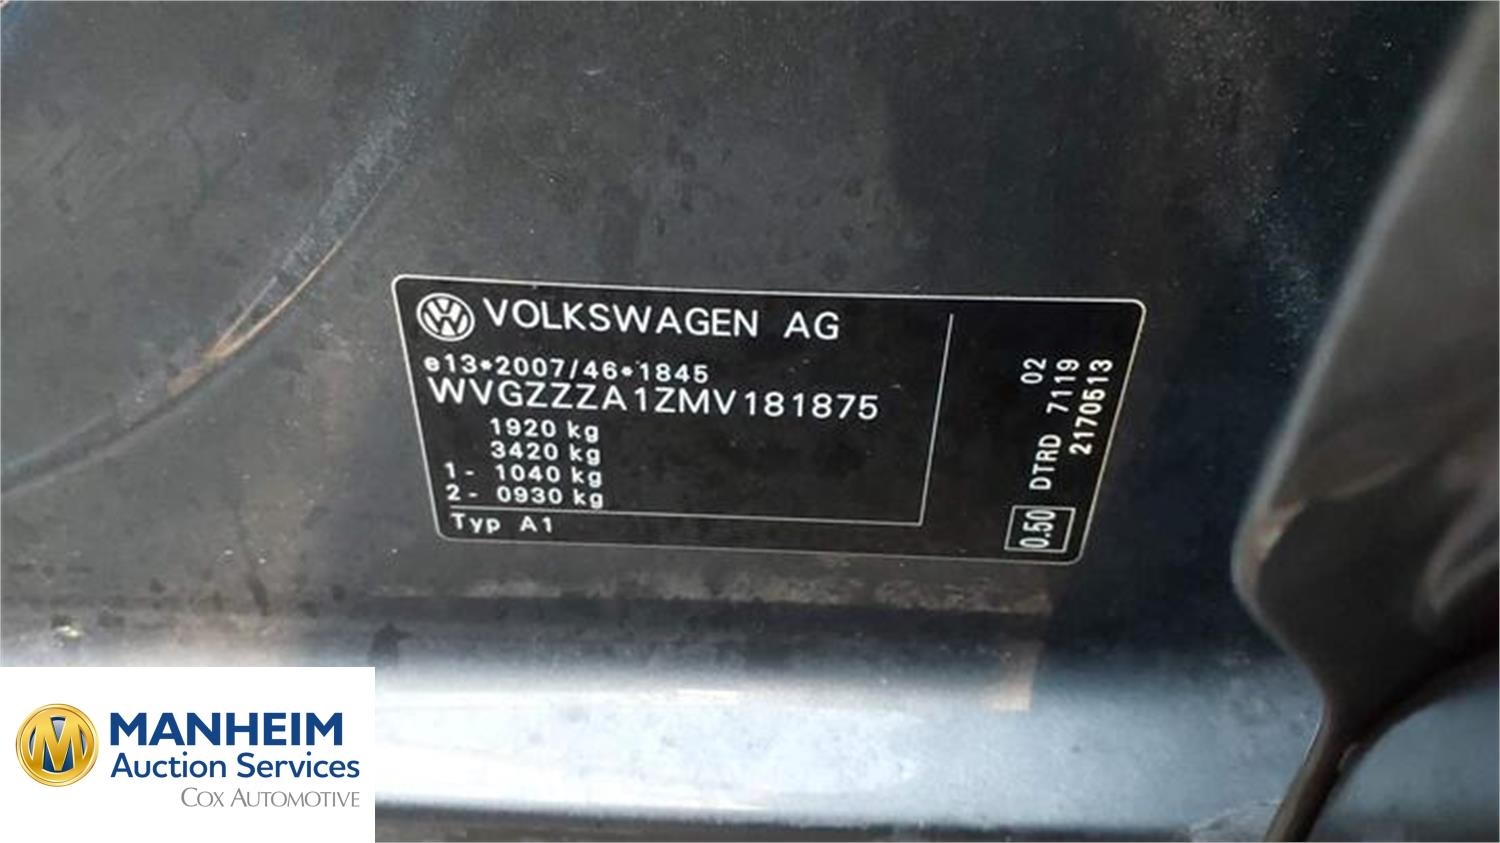 VOLKSWAGEN AG
e13*2007/46*1845
WVGZZZA1ZMV181875
1920 kg
3420 kg
1- 1040 kg
2- 0930 kg
Typ A1
02
DTRD 7119
2170513
0.50
MANHEIM
Auction Services
COX AUTOMOTIVE